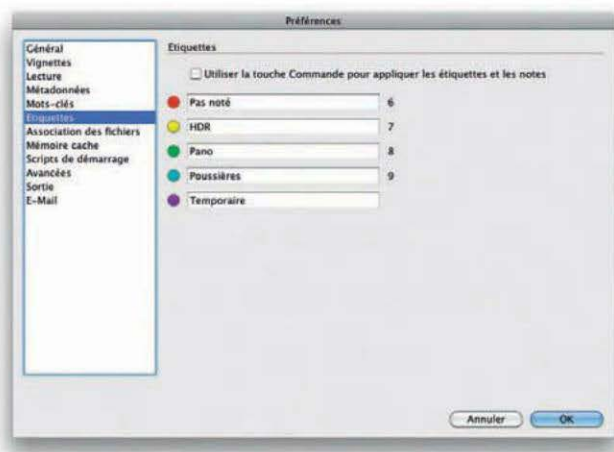 Préférences
Général
Vignettes
Lecture
Métadonnées
Mots-clés
Etiquettes
Association des fichiers
Mémoire cache
Scripts de démarrage
Avancées
Sortie
E-Mail
Etiquettes
Utiliser la touche Commande pour appliquer les étiquettes et les notes
Pas noté 6
HDR 7
Pano 8
Poussières 9
Temporaire
Annuler OK